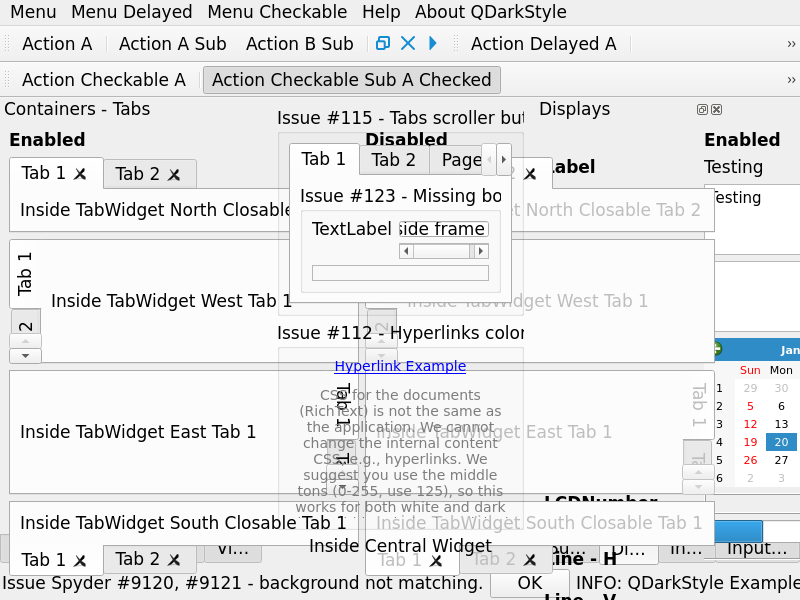 Menu Menu Delayed Menu Checkable Help About QDarkStyle
Action A Action A Sub Action B Sub Action Delayed A
Action Checkable A Action Checkable Sub A Checked
Containers - Tabs
Issue #115 - Tabs scroller but
Displays
Enabled
Disabled
Enabled
Tab 1 Tab 2
Tab 1 Tab 2 Page
Label
Testing
Inside TabWidget North Closable
Issue #123 - Missing bo
t North Closable Tab 2
Testing
TextLabel side frame
Tab 1
2
Inside TabWidget West Tab 1
Inside TabWidget West Tab 1
2
Issue #112 - Hyperlinks color
Jan
Hyperlink Example
Sun Mon
1 29 30
2 5 6
3 12 13
4 19 20
5 26 27
6 2 3
CSS for the documents
(RichText) is not the same as
the application. We cannot
change the internal content
CSS, e.g., hyperlinks. We
suggest you use the middle
tons (0-255, use 125), so this
works for both white and dark
Tab 1
Inside TabWidget East Tab 1
Inside TabWidget East Tab 1
Tab 1
LCDNumber
Inside TabWidget South Closable Tab 1
Inside TabWidget South Closable Tab 1
Inside Central Widget
Tab 1 Tab 2
Vi...
Tab 1 Tab 2
Di... In... Input...
Line - H
Issue Spyder #9120, #9121 - background not matching.
OK
INFO: QDarkStyle Example
Line - V